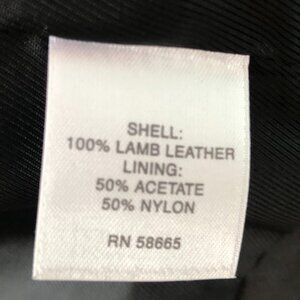 SHELL:
100% LAMB LEATHER
LINING:
50% ACETATE
50% NYLON
RN 58665